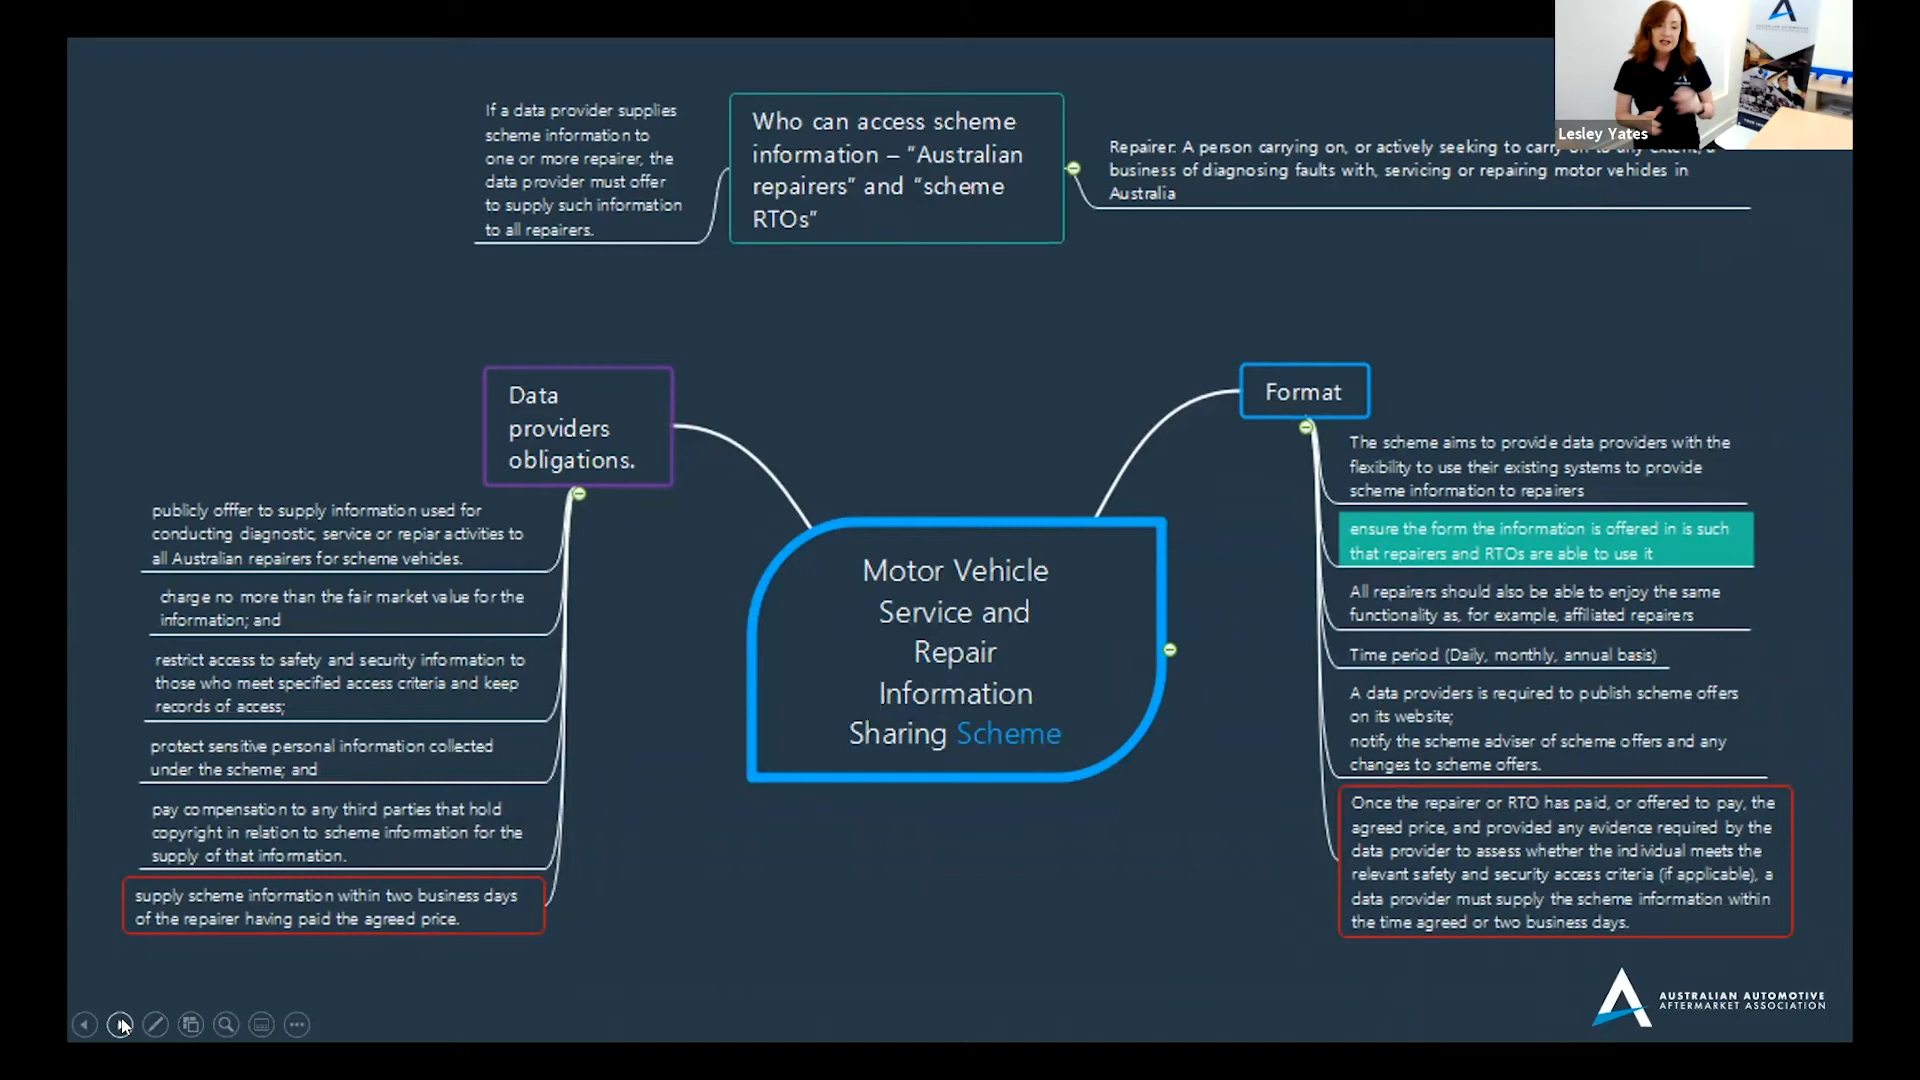 If a data provider supplies
scheme information to
one or more repairer, the
data provider must offer
to supply such information
to all repairers.
Who can access scheme
information – "Australian
repairers" and "scheme
RTOs"
Repairer: A person carrying on, or actively seeking to carry on to any extent, a
business of diagnosing faults with, servicing or repairing motor vehicles in
Australia
Lesley Yates
Data
providers
obligations.
publicly offfer to supply information used for
conducting diagnostic, service or repiar activities to
all Australian repairers for scheme vehicles.
charge no more than the fair market value for the
information; and
restrict access to safety and security information to
those who meet specified access criteria and keep
records of access;
protect sensitive personal information collected
under the scheme; and
pay compensation to any third parties that hold
copyright in relation to scheme information for the
supply of that information.
supply scheme information within two business days
of the repairer having paid the agreed price.
Motor Vehicle
Service and
Repair
Information
Sharing Scheme
Format
The scheme aims to provide data providers with the
flexibility to use their existing systems to provide
scheme information to repairers
ensure the form the information is offered in is such
that repairers and RTOs are able to use it
All repairers should also be able to enjoy the same
functionality as, for example, affiliated repairers
Time period (Daily, monthly, annual basis)
A data providers is required to publish scheme offers
on its website;
notify the scheme adviser of scheme offers and any
changes to scheme offers.
Once the repairer or RTO has paid, or offered to pay, the
agreed price, and provided any evidence required by the
data provider to assess whether the individual meets the
relevant safety and security access criteria (if applicable), a
data provider must supply the scheme information within
the time agreed or two business days.
AUSTRALIAN AUTOMOTIVE
AFTERMARKET ASSOCIATION